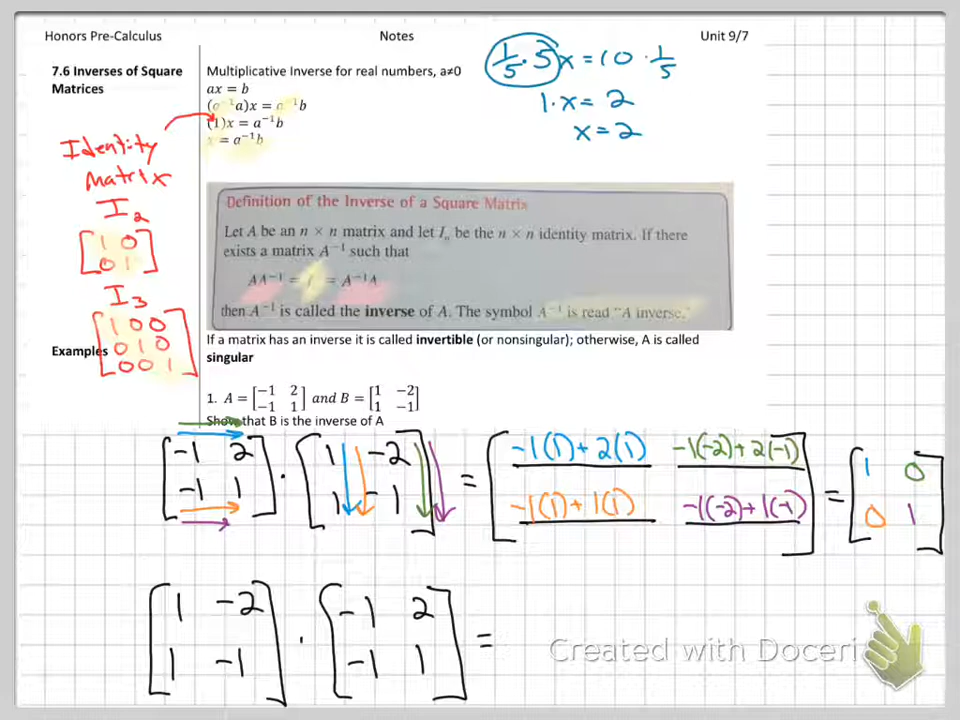 Honors Pre-Calculus Notes Unit 9/7
7.6 Inverses of Square
Matrices
Multiplicative Inverse for real numbers, a≠0
ax = b
(a⁻¹a)x = a⁻¹b
(1)x = a⁻¹b
x = a⁻¹b
1/5 · 5x = 10 · 1/5
1·x = 2
x = 2
Identity
Matrix
I₂
[1 0
0 1]
I₃
[1 0 0
0 1 0
0 0 1]
Definition of the Inverse of a Square Matrix
Let A be an n × n matrix and let Iₙ be the n × n identity matrix. If there
exists a matrix A⁻¹ such that
AA⁻¹ = I = A⁻¹A
then A⁻¹ is called the inverse of A. The symbol A⁻¹ is read "A inverse."
If a matrix has an inverse it is called invertible (or nonsingular); otherwise, A is called
singular
Examples
1. A = [−1 2 and B = [1 −2
−1 1] 1 −1]
Show that B is the inverse of A
[-1 2 · [1 -2 = [-1(1)+2(1) -1(-2)+2(-1) = [1 0
-1 1] 1 -1] -1(1)+1(1) -1(-2)+1(-1)] 0 1]
[1 -2 · [-1 2 =
1 -1] -1 1]
Created with Doceri